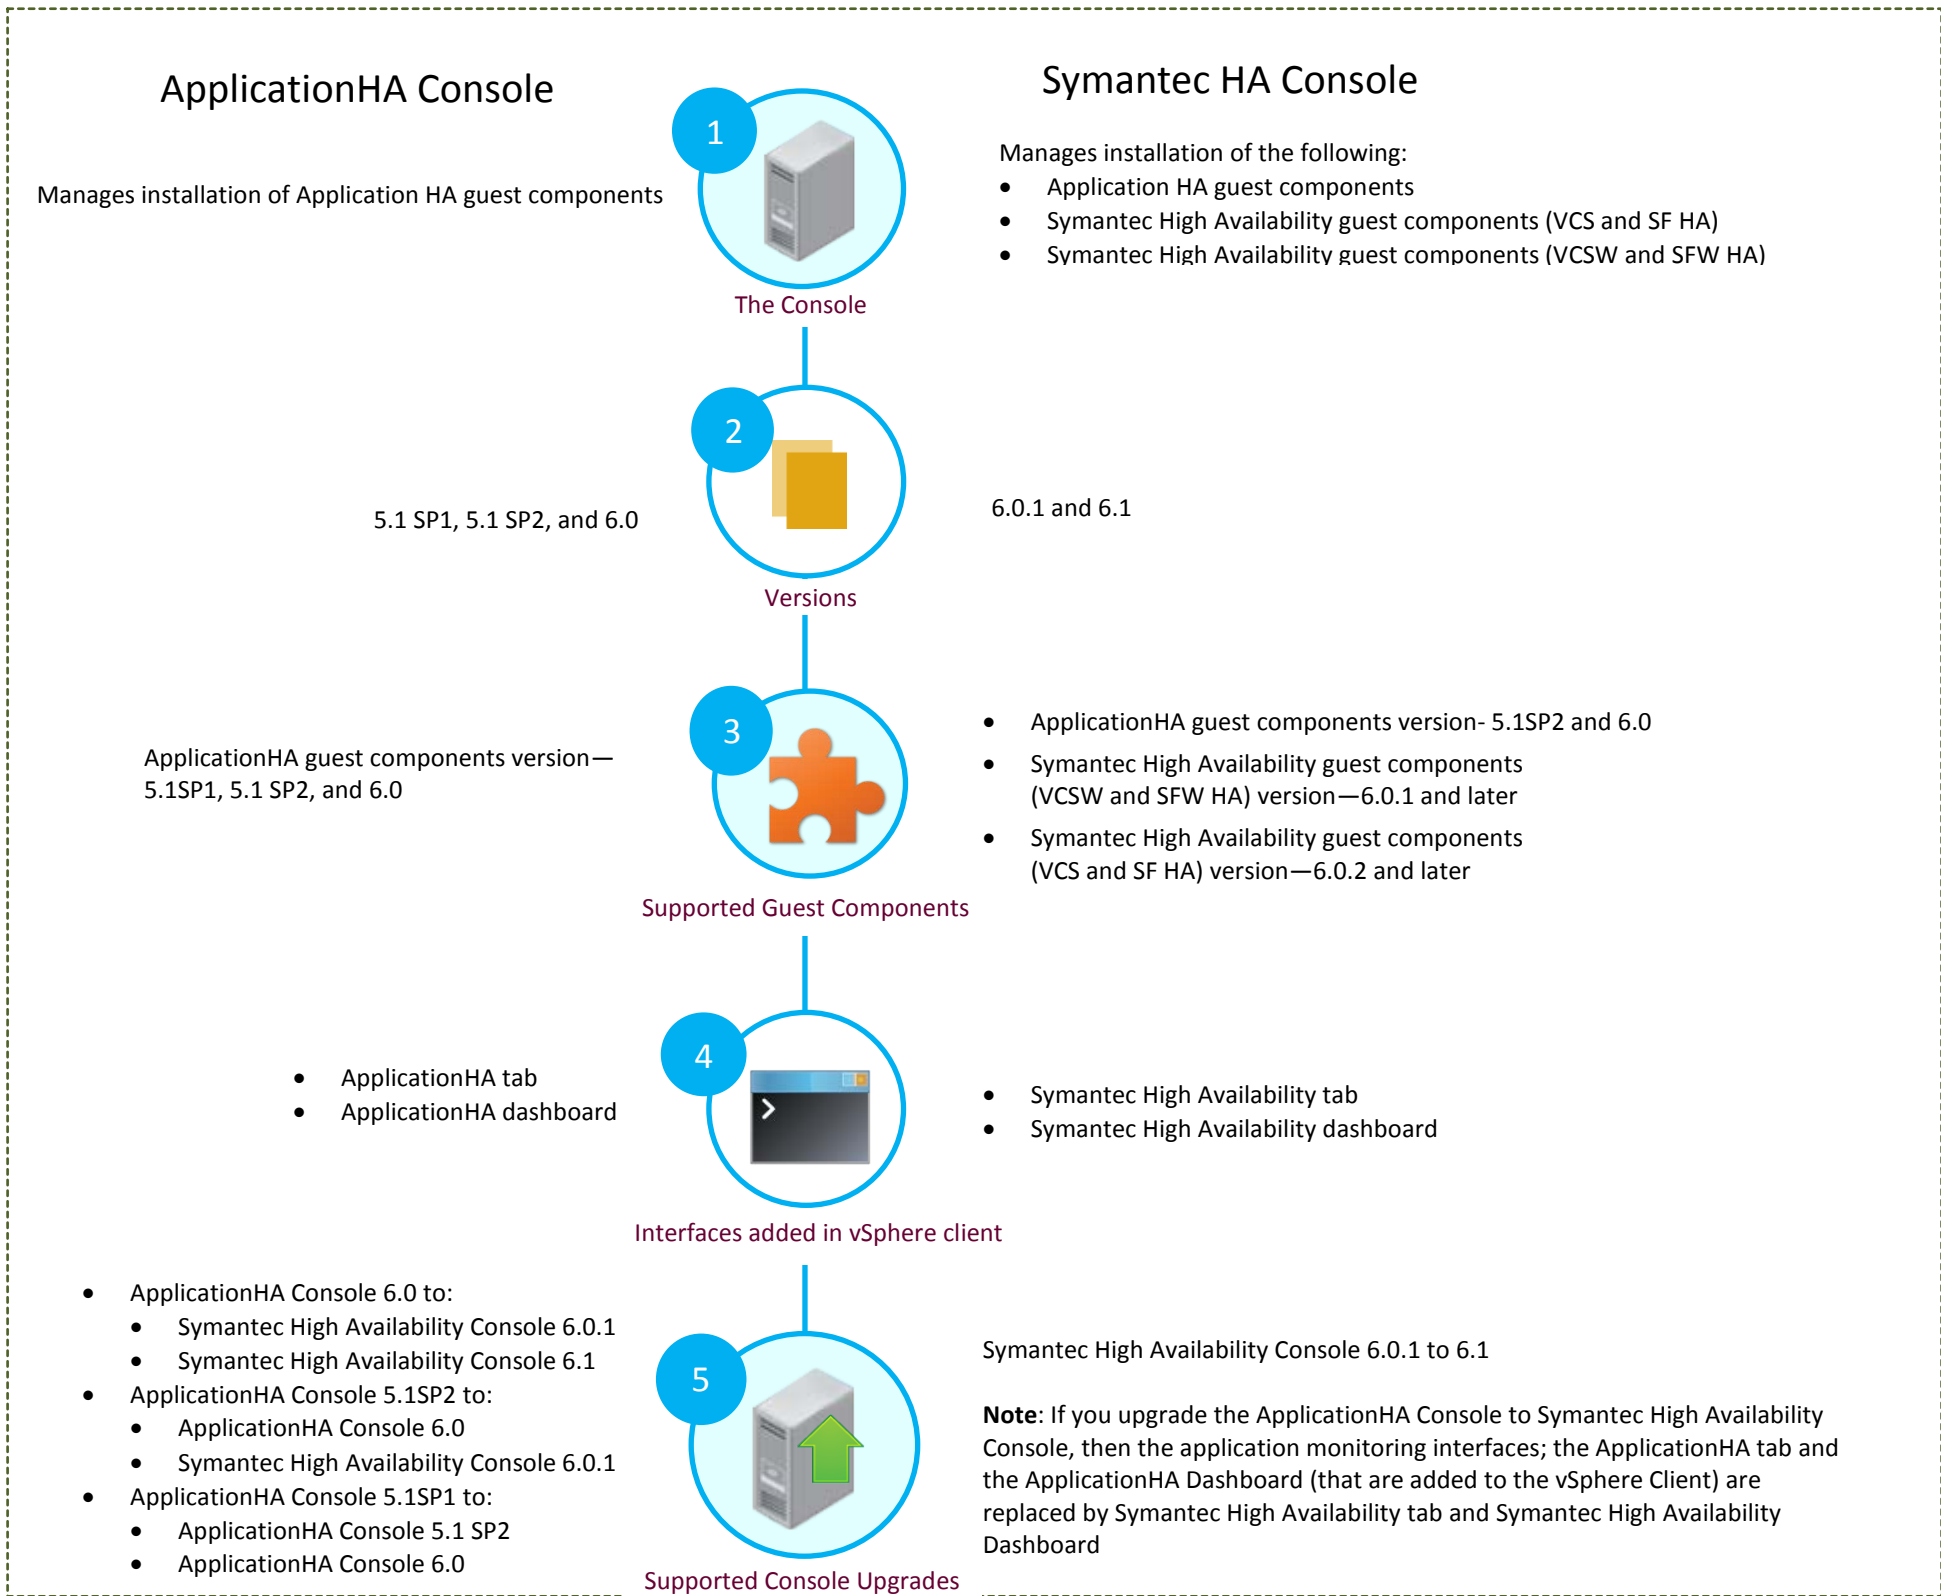 ApplicationHA Console
Symantec HA Console
1
Manages installation of Application HA guest components
Manages installation of the following:
• Application HA guest components
• Symantec High Availability guest components (VCS and SF HA)
• Symantec High Availability guest components (VCSW and SFW HA)
The Console
2
5.1 SP1, 5.1 SP2, and 6.0
6.0.1 and 6.1
Versions
3
ApplicationHA guest components version—
5.1SP1, 5.1 SP2, and 6.0
• ApplicationHA guest components version- 5.1SP2 and 6.0
• Symantec High Availability guest components
(VCSW and SFW HA) version—6.0.1 and later
• Symantec High Availability guest components
(VCS and SF HA) version—6.0.2 and later
Supported Guest Components
4
• ApplicationHA tab
• ApplicationHA dashboard
• Symantec High Availability tab
• Symantec High Availability dashboard
Interfaces added in vSphere client
• ApplicationHA Console 6.0 to:
• Symantec High Availability Console 6.0.1
• Symantec High Availability Console 6.1
• ApplicationHA Console 5.1SP2 to:
• ApplicationHA Console 6.0
• Symantec High Availability Console 6.0.1
• ApplicationHA Console 5.1SP1 to:
• ApplicationHA Console 5.1 SP2
• ApplicationHA Console 6.0
5
Symantec High Availability Console 6.0.1 to 6.1
Note: If you upgrade the ApplicationHA Console to Symantec High Availability
Console, then the application monitoring interfaces; the ApplicationHA tab and
the ApplicationHA Dashboard (that are added to the vSphere Client) are
replaced by Symantec High Availability tab and Symantec High Availability
Dashboard
Supported Console Upgrades